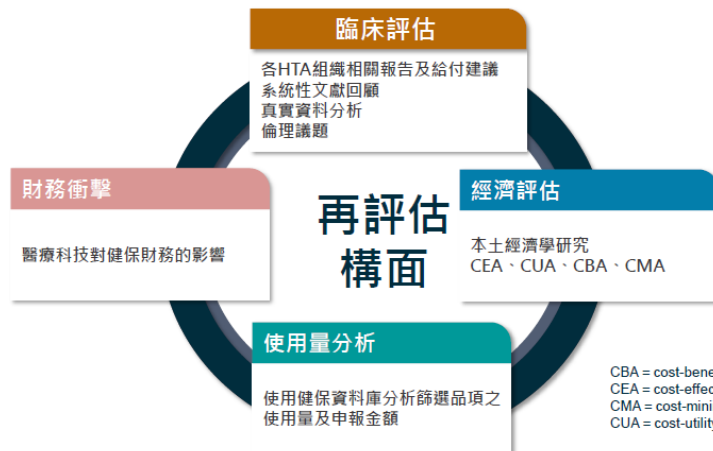 臨床評估
各HTA組織相關報告及給付建議
系統性文獻回顧
真實資料分析
倫理議題
財務衝擊
醫療科技對健保財務的影響
再評估
構面
經濟評估
本土經濟學研究
CEA、CUA、CBA、CMA
使用量分析
使用健保資料庫分析篩選品項之
使用量及申報金額
CBA = cost-bene
CEA = cost-effec
CMA = cost-mini
CUA = cost-utility